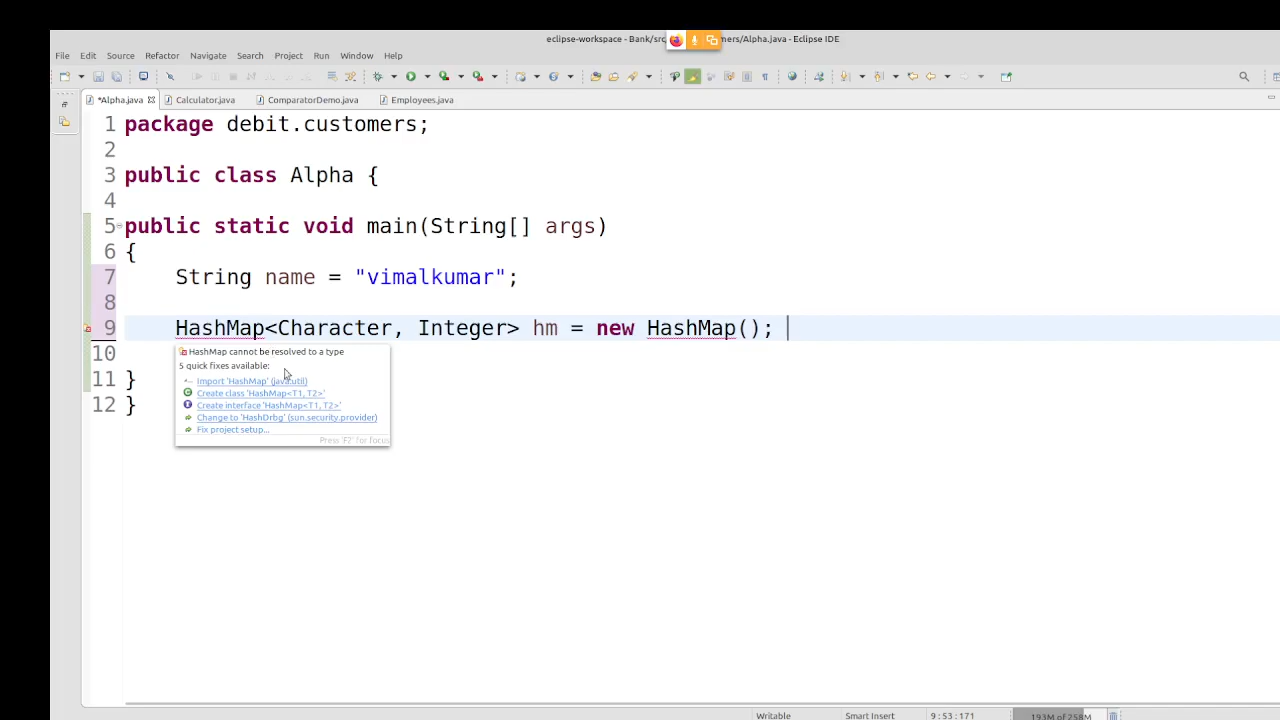 eclipse-workspace - Bank/src mers/Alpha.java - Eclipse IDE
File Edit Source Refactor Navigate Search Project Run Window Help
*Alpha.java Calculator.java ComparatorDemo.java Employees.java
1 package debit.customers;
2
3 public class Alpha {
4
5 public static void main(String[] args)
6 {
7 String name = "vimalkumar";
8
9 HashMap<Character, Integer> hm = new HashMap();
10
HashMap cannot be resolved to a type
5 quick fixes available:
Import 'HashMap' (java.util)
Create class 'HashMap<T1, T2>'
Create interface 'HashMap<T1, T2>'
Change to 'HashDrbg' (sun.security.provider)
Fix project setup...
Press 'F2' for focus
11 }
12 }
Writable Smart Insert 9 : 53 : 171 193M of 258M